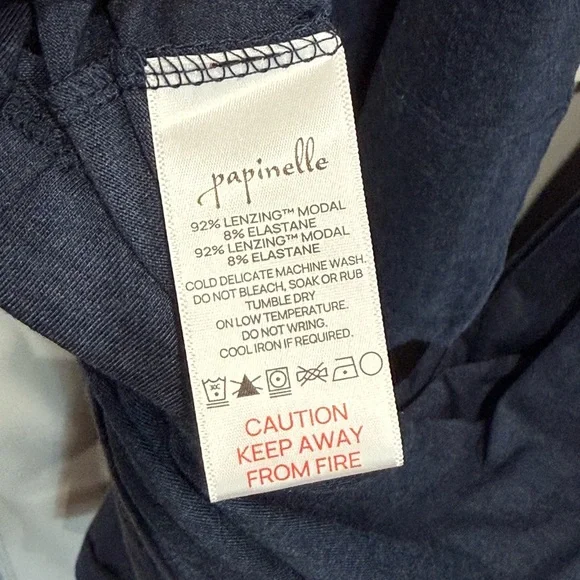 papinelle
92% LENZING™ MODAL
8% ELASTANE
92% LENZING™ MODAL
8% ELASTANE
COLD DELICATE MACHINE WASH.
DO NOT BLEACH, SOAK OR RUB
TUMBLE DRY
ON LOW TEMPERATURE.
DO NOT WRING.
COOL IRON IF REQUIRED.
CAUTION
KEEP AWAY
FROM FIRE